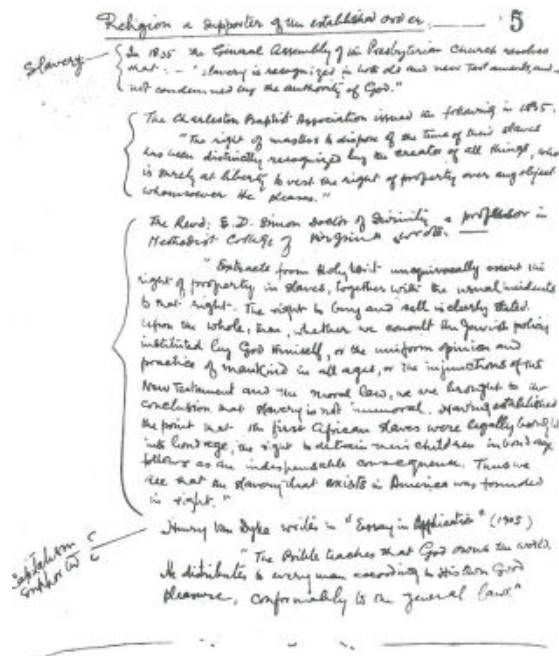 Religion a supporter of the established order. 5
Slavery
In 1835 the General Assembly of the Presbyterian Church resolves
that: - "slavery is recognized in both old and new Testaments, and
not condemned by the authority of God."
The Charleston Baptist Association issued the following in 1835.
"The right of masters to dispose of the time of their slaves
has been distinctly recognized by the creator of all things, who
is surely at liberty to vest the right of property over any object
whomsoever He pleases."
The Revd: E.D. Simon Doctor of Divinity & professor in
Methodist College of Virginia wrote.
"Extracts from Holy Writ unequivocally assert the
right of property in slaves, together with the usual incidents
to that right. The right to buy and sell is clearly stated.
Upon the whole, then, whether we consult the Jewish policy
instituted by God himself, or the uniform opinion and
practice of mankind in all ages, or the injunctions of the
New Testament and the moral law, we are brought to the
conclusion that slavery is not immoral. Having established
the point that the first African slaves were legally brought
into bondage, the right to detain their children in bondage
follows as an indispensable consequence. Thus we
see that the slavery that exists in America was founded
in right."
Capitalism
Supported
Henry Van Dyke writes in "Essay in Application" (1905)
"The Bible teaches that God owns the world.
He distributes to every man according to His own Good
pleasure, conformably to the general laws."